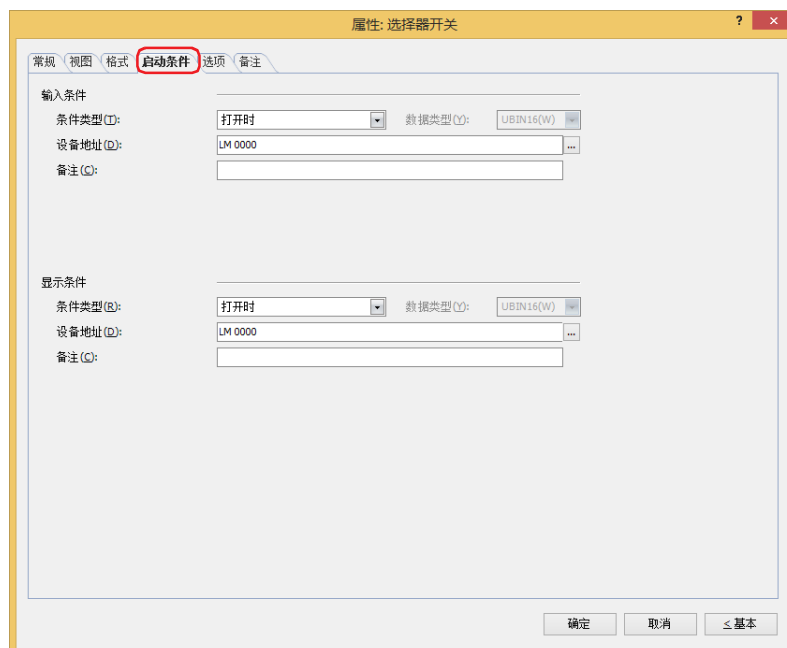 属性: 选择器开关
?
常规 视图 格式 启动条件 选项 备注
输入条件
条件类型(T): 打开时 数据类型(Y): UBIN16(W)
设备地址(D): LM 0000 ...
备注(C):
显示条件
条件类型(R): 打开时 数据类型(Y): UBIN16(W)
设备地址(D): LM 0000 ...
备注(C):
确定 取消 <基本